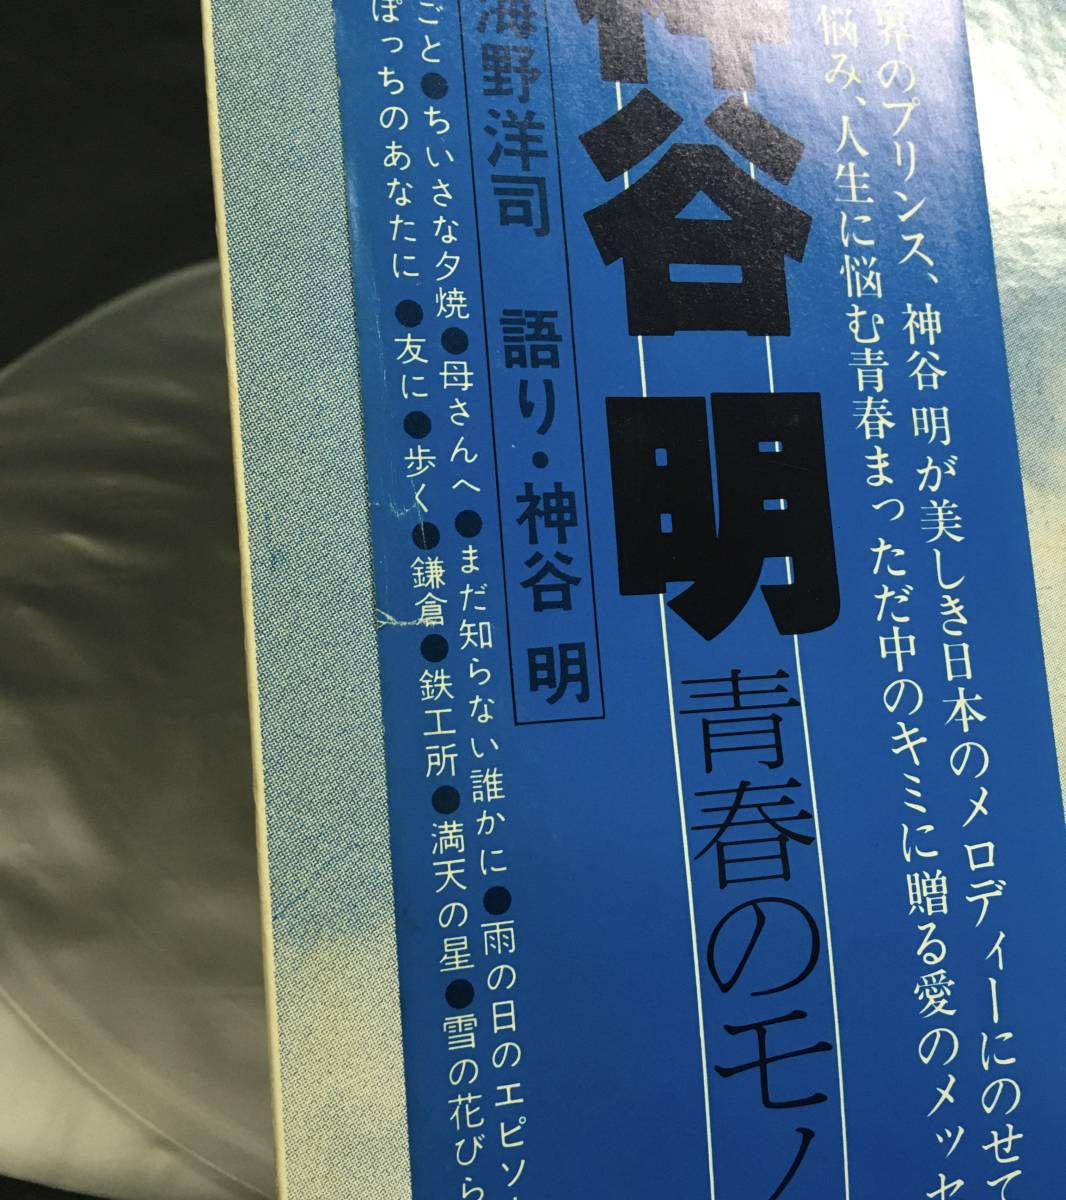 界のプリンス、神谷 明が美しき日本のメロディーにのせて
悩み、人生に悩む青春まっただ中のキミに贈る愛のメッセ
神谷 明 青春のモノ
海野洋司 語り・神谷 明
ごと●ちいさな夕焼●母さんへ●まだ知らない誰かに●雨の日のエピソ
ぽっちのあなたに●友に●歩く●鎌倉●鉄工所●満天の星●雪の花びら